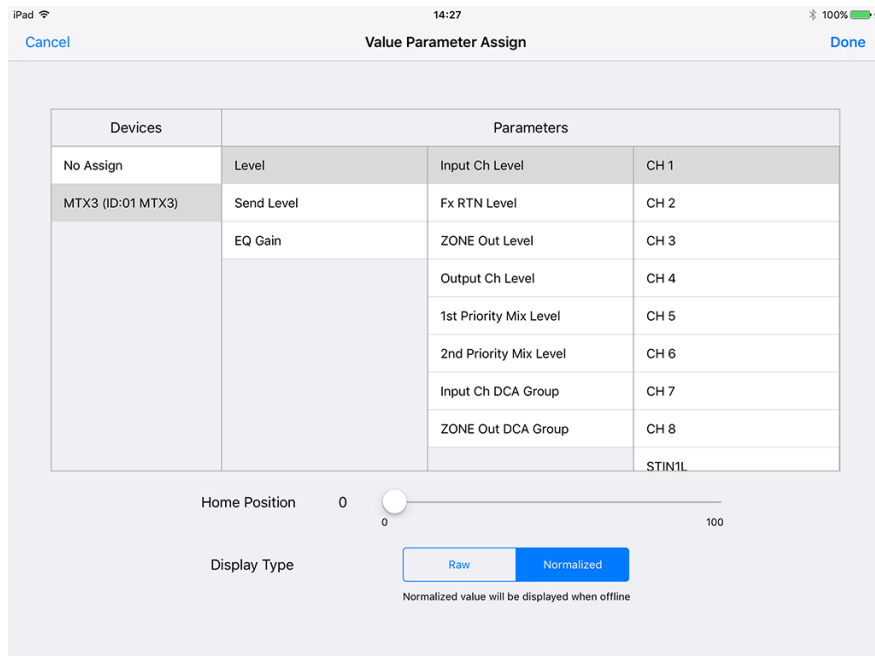 iPad 14:27 100%
Cancel Value Parameter Assign Done
Devices Parameters
No Assign Level Input Ch Level CH 1
MTX3 (ID:01 MTX3) Send Level Fx RTN Level CH 2
EQ Gain ZONE Out Level CH 3
Output Ch Level CH 4
1st Priority Mix Level CH 5
2nd Priority Mix Level CH 6
Input Ch DCA Group CH 7
ZONE Out DCA Group CH 8
STIN1L
Home Position 0
0 100
Display Type Raw Normalized
Normalized value will be displayed when offline